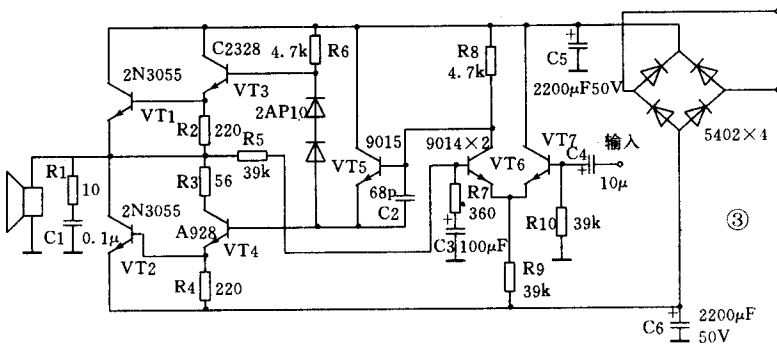 C2328
4.7k
R6
R8
4.7k
C5
2200μF50V
5402×4
2N3055
VT1
VT3
R2
220
2AP10
R5
39k
9015
VT5
9014×2
VT6
VT7
C4
输入
10μ
R1
10
C1
0.1μ
R3
56
68p
C2
R7
360
C3
100μF
R10
39k
③
2N3055
VT2
A928
VT4
R4
220
R9
39k
C6
2200μF
50V